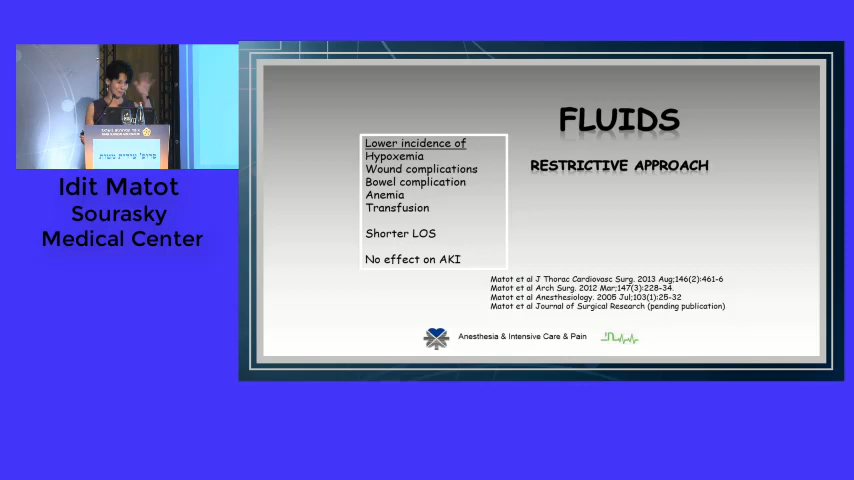 פרופ' עידית מטות
Idit Matot
Sourasky
Medical Center
FLUIDS
RESTRICTIVE APPROACH
Lower incidence of
Hypoxemia
Wound complications
Bowel complication
Anemia
Transfusion
Shorter LOS
No effect on AKI
Matot et al J Thorac Cardiovasc Surg. 2013 Aug;146(2):461-6
Matot et al Arch Surg. 2012 Mar;147(3):228-34.
Matot et al Anesthesiology. 2005 Jul;103(1):25-32
Matot et al Journal of Surgical Research (pending publication)
Anesthesia & Intensive Care & Pain